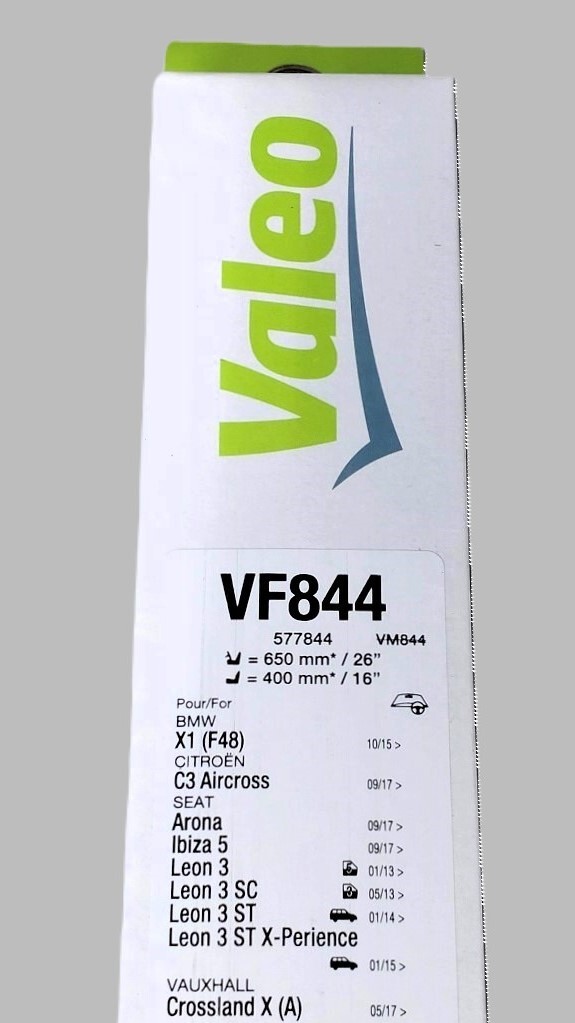 Valeo
VF844
577844 VM844
= 650 mm* / 26”
= 400 mm* / 16”
Pour/For
BMW
X1 (F48) 10/15 >
CITROËN
C3 Aircross 09/17 >
SEAT
Arona 09/17 >
Ibiza 5 09/17 >
Leon 3 5 01/13 >
Leon 3 SC 3 05/13 >
Leon 3 ST 01/14 >
Leon 3 ST X-Perience
01/15 >
VAUXHALL
Crossland X (A) 05/17 >